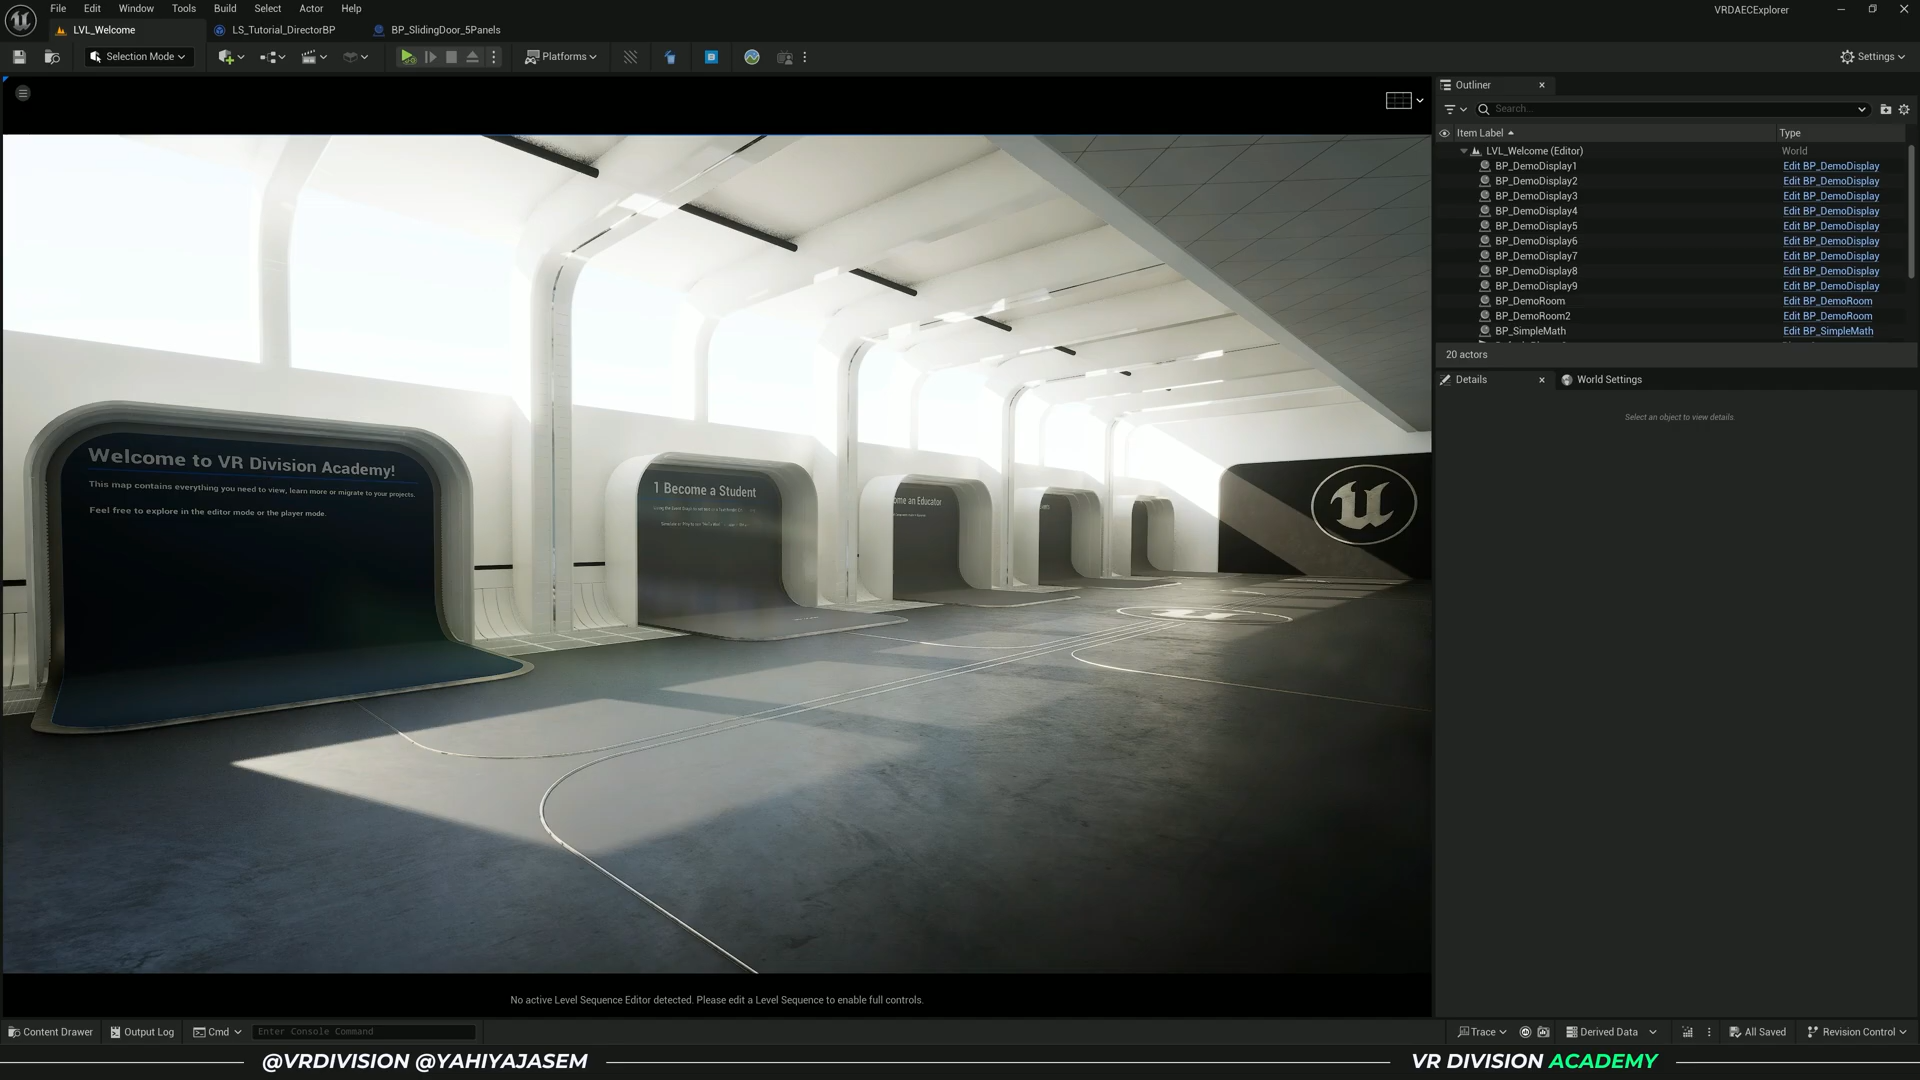 File Edit Window Tools Build Select Actor Help
VRDAECExplorer
LVL_Welcome
LS_Tutorial_DirectorBP
BP_SlidingDoor_5Panels
Selection Mode
Platforms
Settings
Outliner
Search...
Item Label
Type
LVL_Welcome (Editor) World
BP_DemoDisplay1 Edit BP_DemoDisplay
BP_DemoDisplay2 Edit BP_DemoDisplay
BP_DemoDisplay3 Edit BP_DemoDisplay
BP_DemoDisplay4 Edit BP_DemoDisplay
BP_DemoDisplay5 Edit BP_DemoDisplay
BP_DemoDisplay6 Edit BP_DemoDisplay
BP_DemoDisplay7 Edit BP_DemoDisplay
BP_DemoDisplay8 Edit BP_DemoDisplay
BP_DemoDisplay9 Edit BP_DemoDisplay
BP_DemoRoom Edit BP_DemoRoom
BP_DemoRoom2 Edit BP_DemoRoom
BP_SimpleMath Edit BP_SimpleMath
20 actors
Details
World Settings
Select an object to view details.
Welcome to VR Division Academy!
This map contains everything you need to view, learn more or migrate to your projects.
Feel free to explore in the editor mode or the player mode.
1 Become a Student
an Educator
No active Level Sequence Editor detected. Please edit a Level Sequence to enable full controls.
Content Drawer
Output Log
Cmd
Enter Console Command
Trace
Derived Data
All Saved
Revision Control
@VRDIVISION @YAHIYAJASEM
VR DIVISION ACADEMY